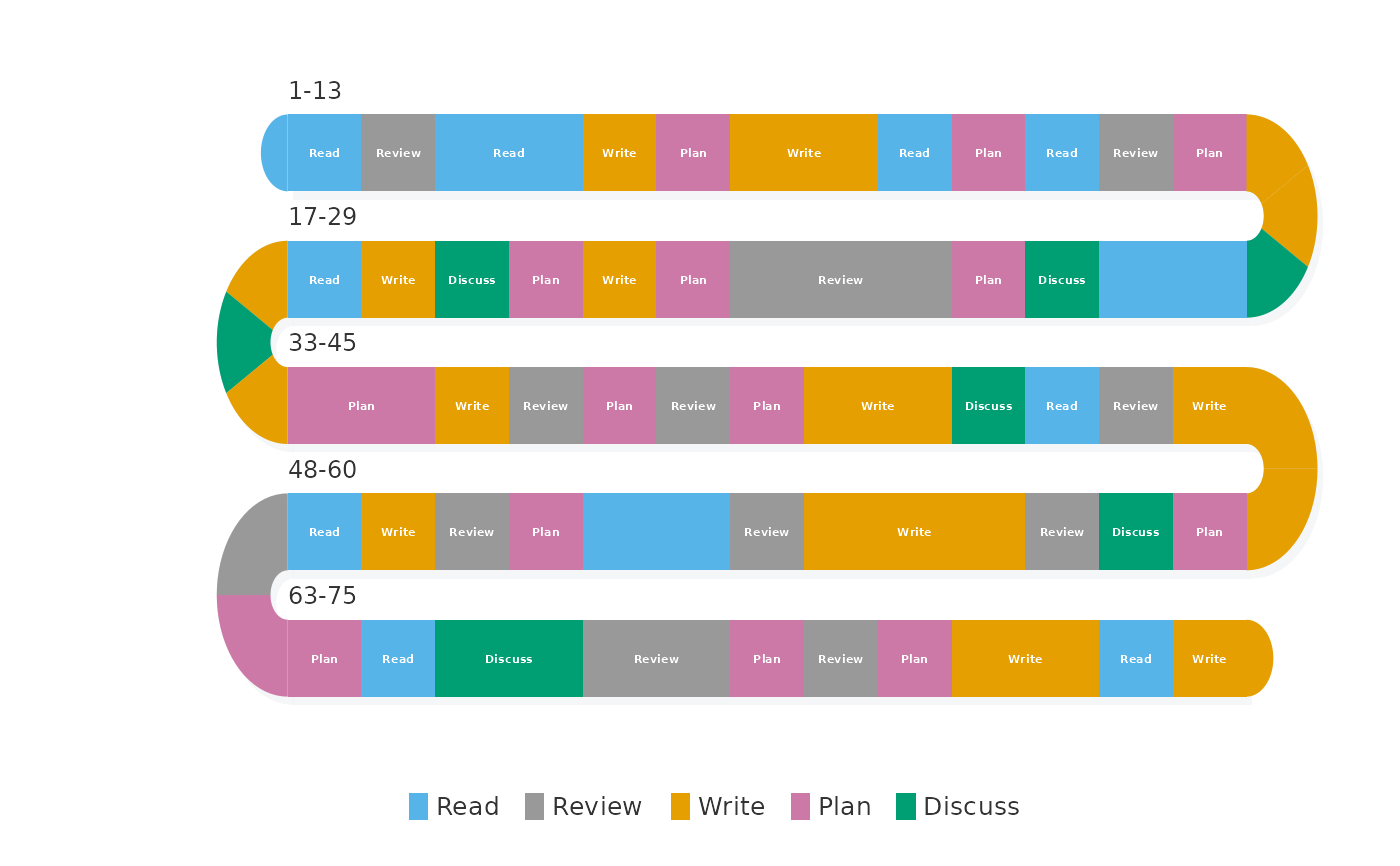 1-13
Read Review Read Write Plan Write Read Plan Read Review Plan
17-29
Read Write Discuss Plan Write Plan Review Plan Discuss
33-45
Plan Write Review Plan Review Plan Write Discuss Read Review Write
48-60
Read Write Review Plan Review Write Review Discuss Plan
63-75
Plan Read Discuss Review Plan Review Plan Write Read Write
Read Review Write Plan Discuss